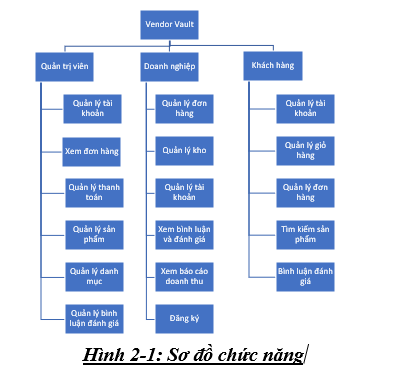 Vendor Vault
Quản trị viên
Doanh nghiệp
Khách hàng
Quản lý tài
khoản
Xem đơn hàng
Quản lý thanh
toán
Quản lý sản
phẩm
Quản lý danh
mục
Quản lý bình
luận đánh giá
Quản lý đơn
hàng
Quản lý kho
Quản lý tài
khoản
Xem bình luận
và đánh giá
Xem báo cáo
doanh thu
Đăng ký
Quản lý tài
khoản
Quản lý giỏ
hàng
Quản lý đơn
hàng
Tìm kiếm sản
phẩm
Bình luận đánh
giá
Hình 2-1: Sơ đồ chức năng